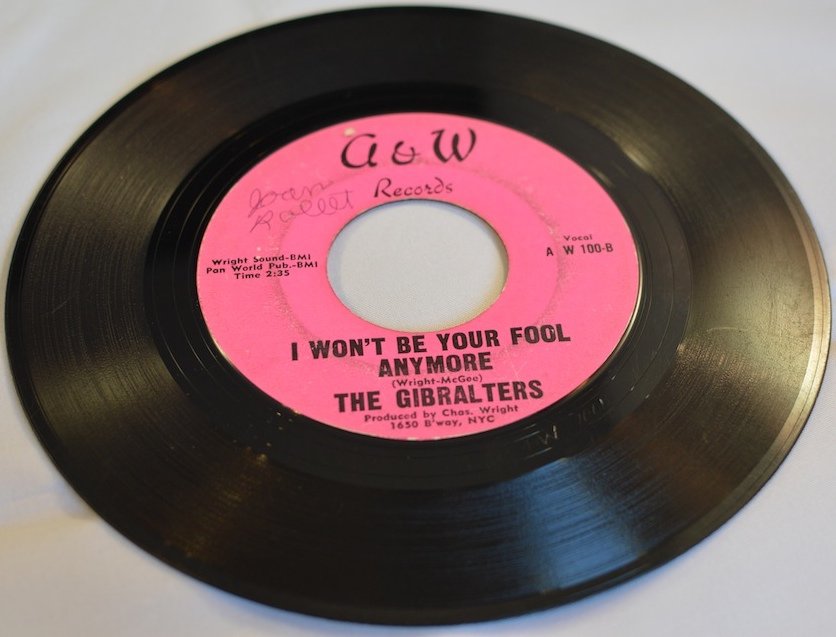 A & W
Records
Joan
Wright Sound-BMI
Pan World Pub.-BMI
Time 2:35
Vocal
A W 100-B
I WON'T BE YOUR FOOL
ANYMORE
(Wright-McGee)
THE GIBRALTERS
Produced by Chas. Wright
1650 B'way, NYC